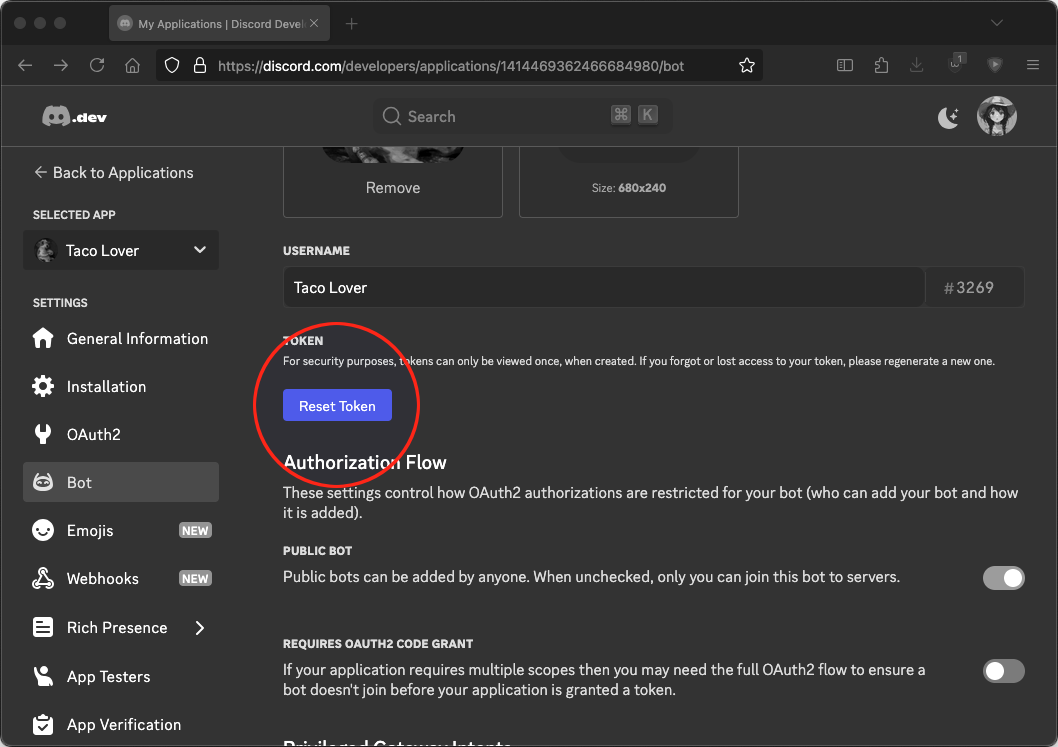 My Applications | Discord Devel
https://discord.com/developers/applications/1414469362466684980/bot
1
.dev
Search
⌘ K
Back to Applications
Remove
Size: 680x240
SELECTED APP
Taco Lover
USERNAME
Taco Lover
#3269
SETTINGS
General Information
Installation
OAuth2
Bot
Emojis NEW
Webhooks NEW
Rich Presence
App Testers
App Verification
TOKEN
For security purposes, tokens can only be viewed once, when created. If you forgot or lost access to your token, please regenerate a new one.
Reset Token
Authorization Flow
These settings control how OAuth2 authorizations are restricted for your bot (who can add your bot and how
it is added).
PUBLIC BOT
Public bots can be added by anyone. When unchecked, only you can join this bot to servers.
REQUIRES OAUTH2 CODE GRANT
If your application requires multiple scopes then you may need the full OAuth2 flow to ensure a
bot doesn't join before your application is granted a token.
Privileged Gateway Intents